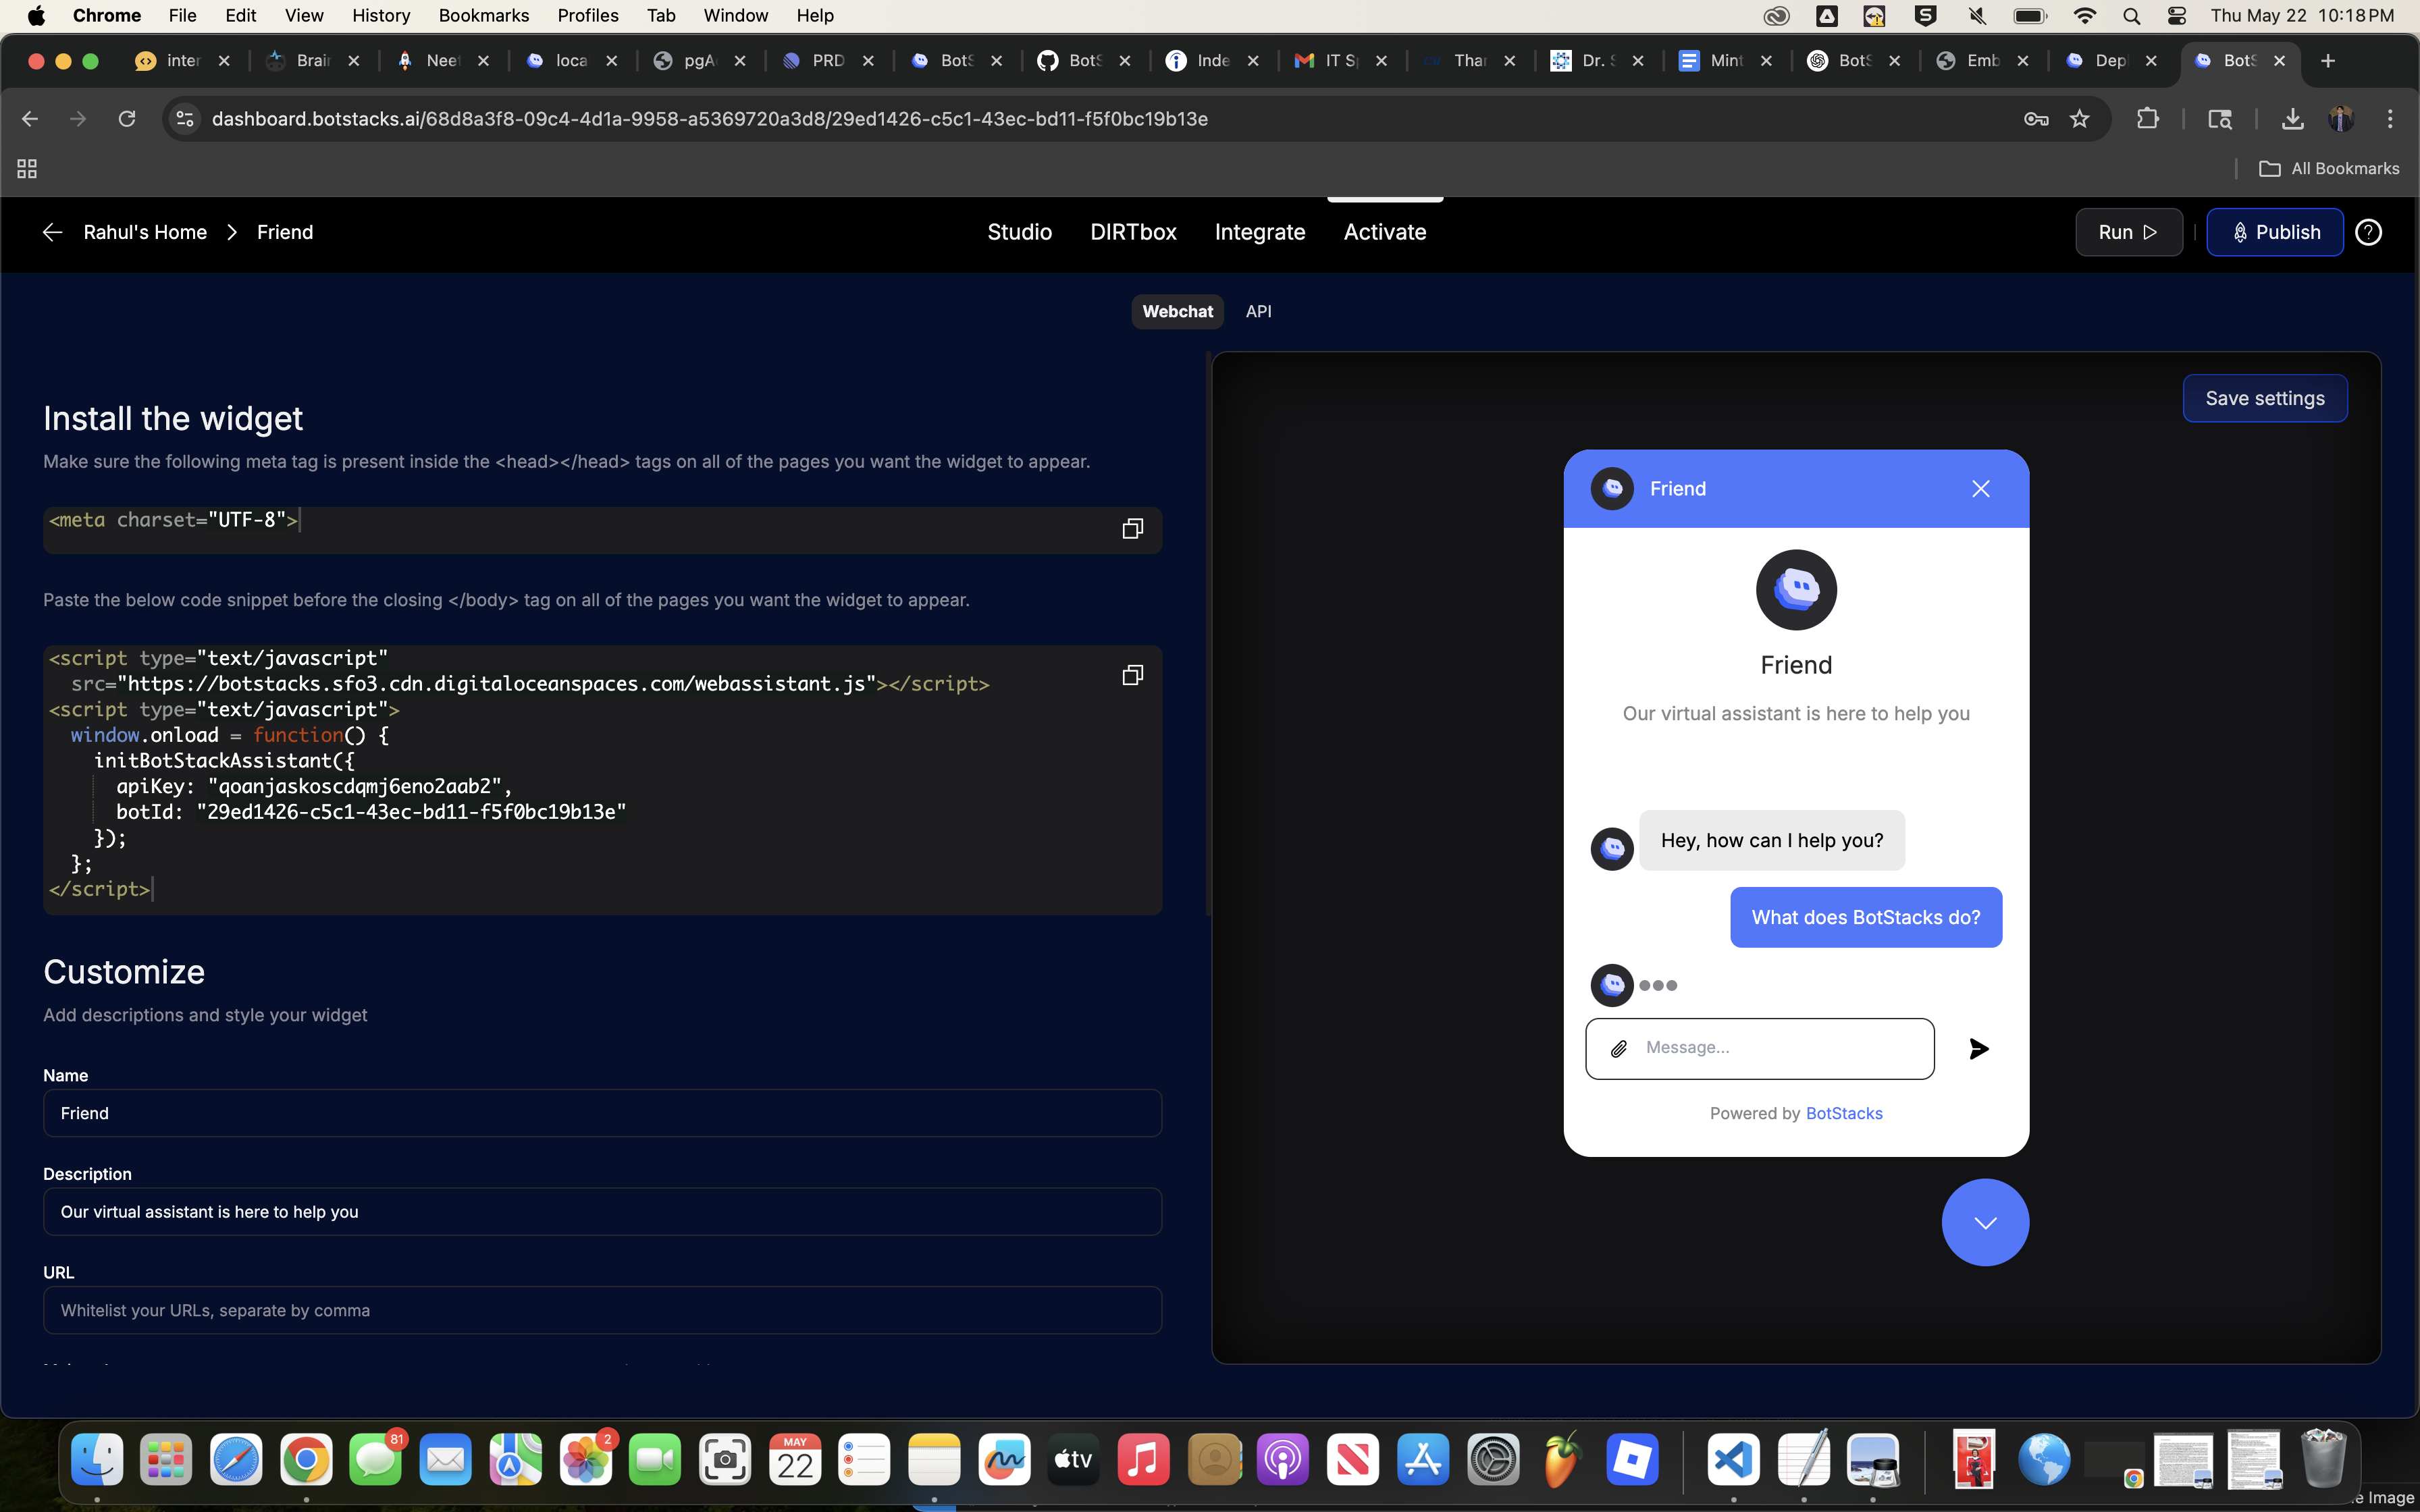 Chrome File Edit View History Bookmarks Profiles Tab Window Help Thu May 22 10:18 PM
inter Brair Nee loca pgA PRD BotS BotS Inde IT S Thar Dr. S Mint BotS Emb Dep BotS
dashboard.botstacks.ai/68d8a3f8-09c4-4d1a-9958-a5369720a3d8/29ed1426-c5c1-43ec-bd11-f5f0bc19b13e
All Bookmarks
Rahul's Home > Friend
Studio DIRTbox Integrate Activate
Run
Publish
Webchat API
Install the widget
Make sure the following meta tag is present inside the <head></head> tags on all of the pages you want the widget to appear.
<meta charset="UTF-8">
Paste the below code snippet before the closing </body> tag on all of the pages you want the widget to appear.
<script type="text/javascript"
src="https://botstacks.sfo3.cdn.digitaloceanspaces.com/webassistant.js"></script>
<script type="text/javascript">
window.onload = function() {
initBotStackAssistant({
apiKey: "qoanjaskoscdqmj6eno2aab2",
botId: "29ed1426-c5c1-43ec-bd11-f5f0bc19b13e"
});
};
</script>
Customize
Add descriptions and style your widget
Name
Friend
Description
Our virtual assistant is here to help you
URL
Whitelist your URLs, separate by comma
Save settings
Friend
Friend
Our virtual assistant is here to help you
Hey, how can I help you?
What does BotStacks do?
Message...
Powered by BotStacks
81
2
MAY
22
tv
e Image